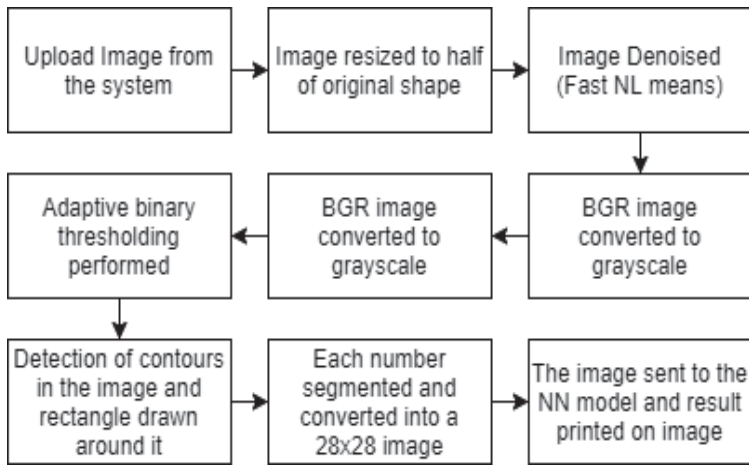 Upload Image from
the system
Image resized to half
of original shape
Image Denoised
(Fast NL means)
BGR image
converted to
grayscale
BGR image
converted to
grayscale
Adaptive binary
thresholding
performed
Detection of contours
in the image and
rectangle drawn
around it
Each number
segmented and
converted into a
28x28 image
The image sent to the
NN model and result
printed on image